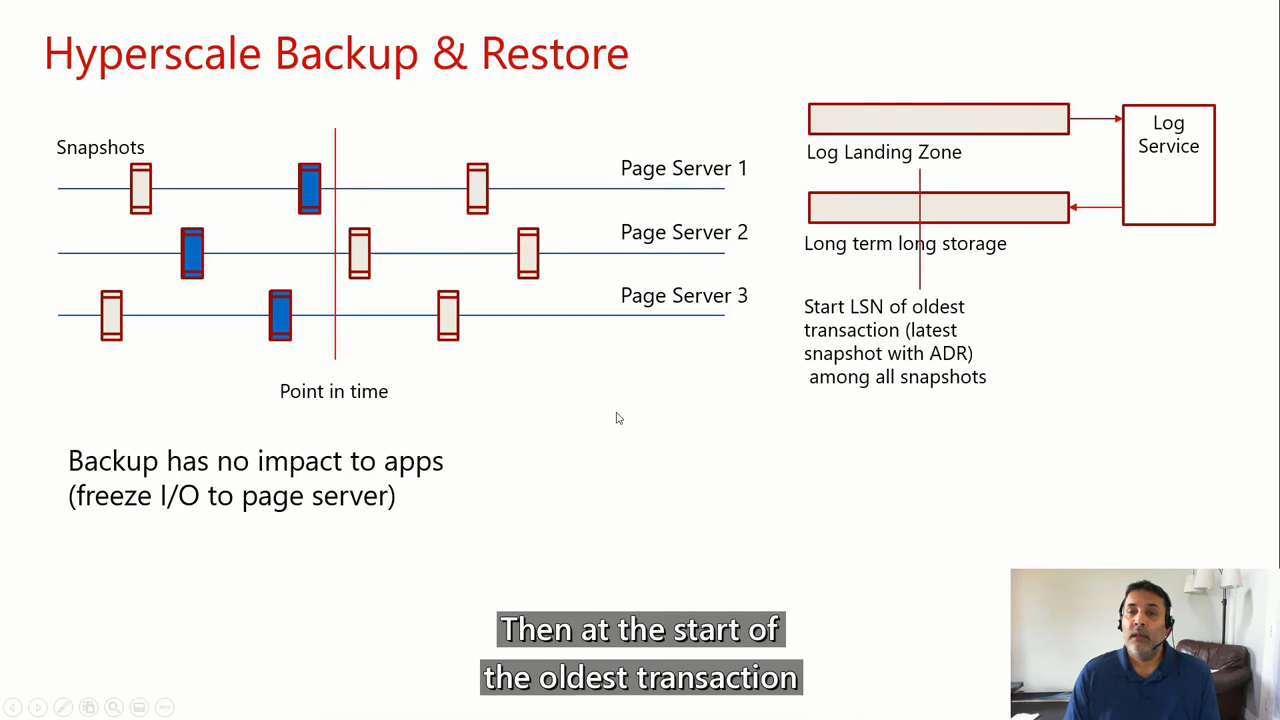 Hyperscale Backup & Restore
Snapshots
Page Server 1
Page Server 2
Page Server 3
Point in time
Log Landing Zone
Log
Service
Long term long storage
Start LSN of oldest
transaction (latest
snapshot with ADR)
among all snapshots
Backup has no impact to apps
(freeze I/O to page server)
Then at the start of
the oldest transaction